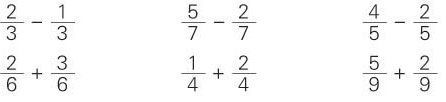 2/3 − 1/3    5/7 − 2/7    4/5 − 2/5
2/6 + 3/6    1/4 + 2/4    5/9 + 2/9